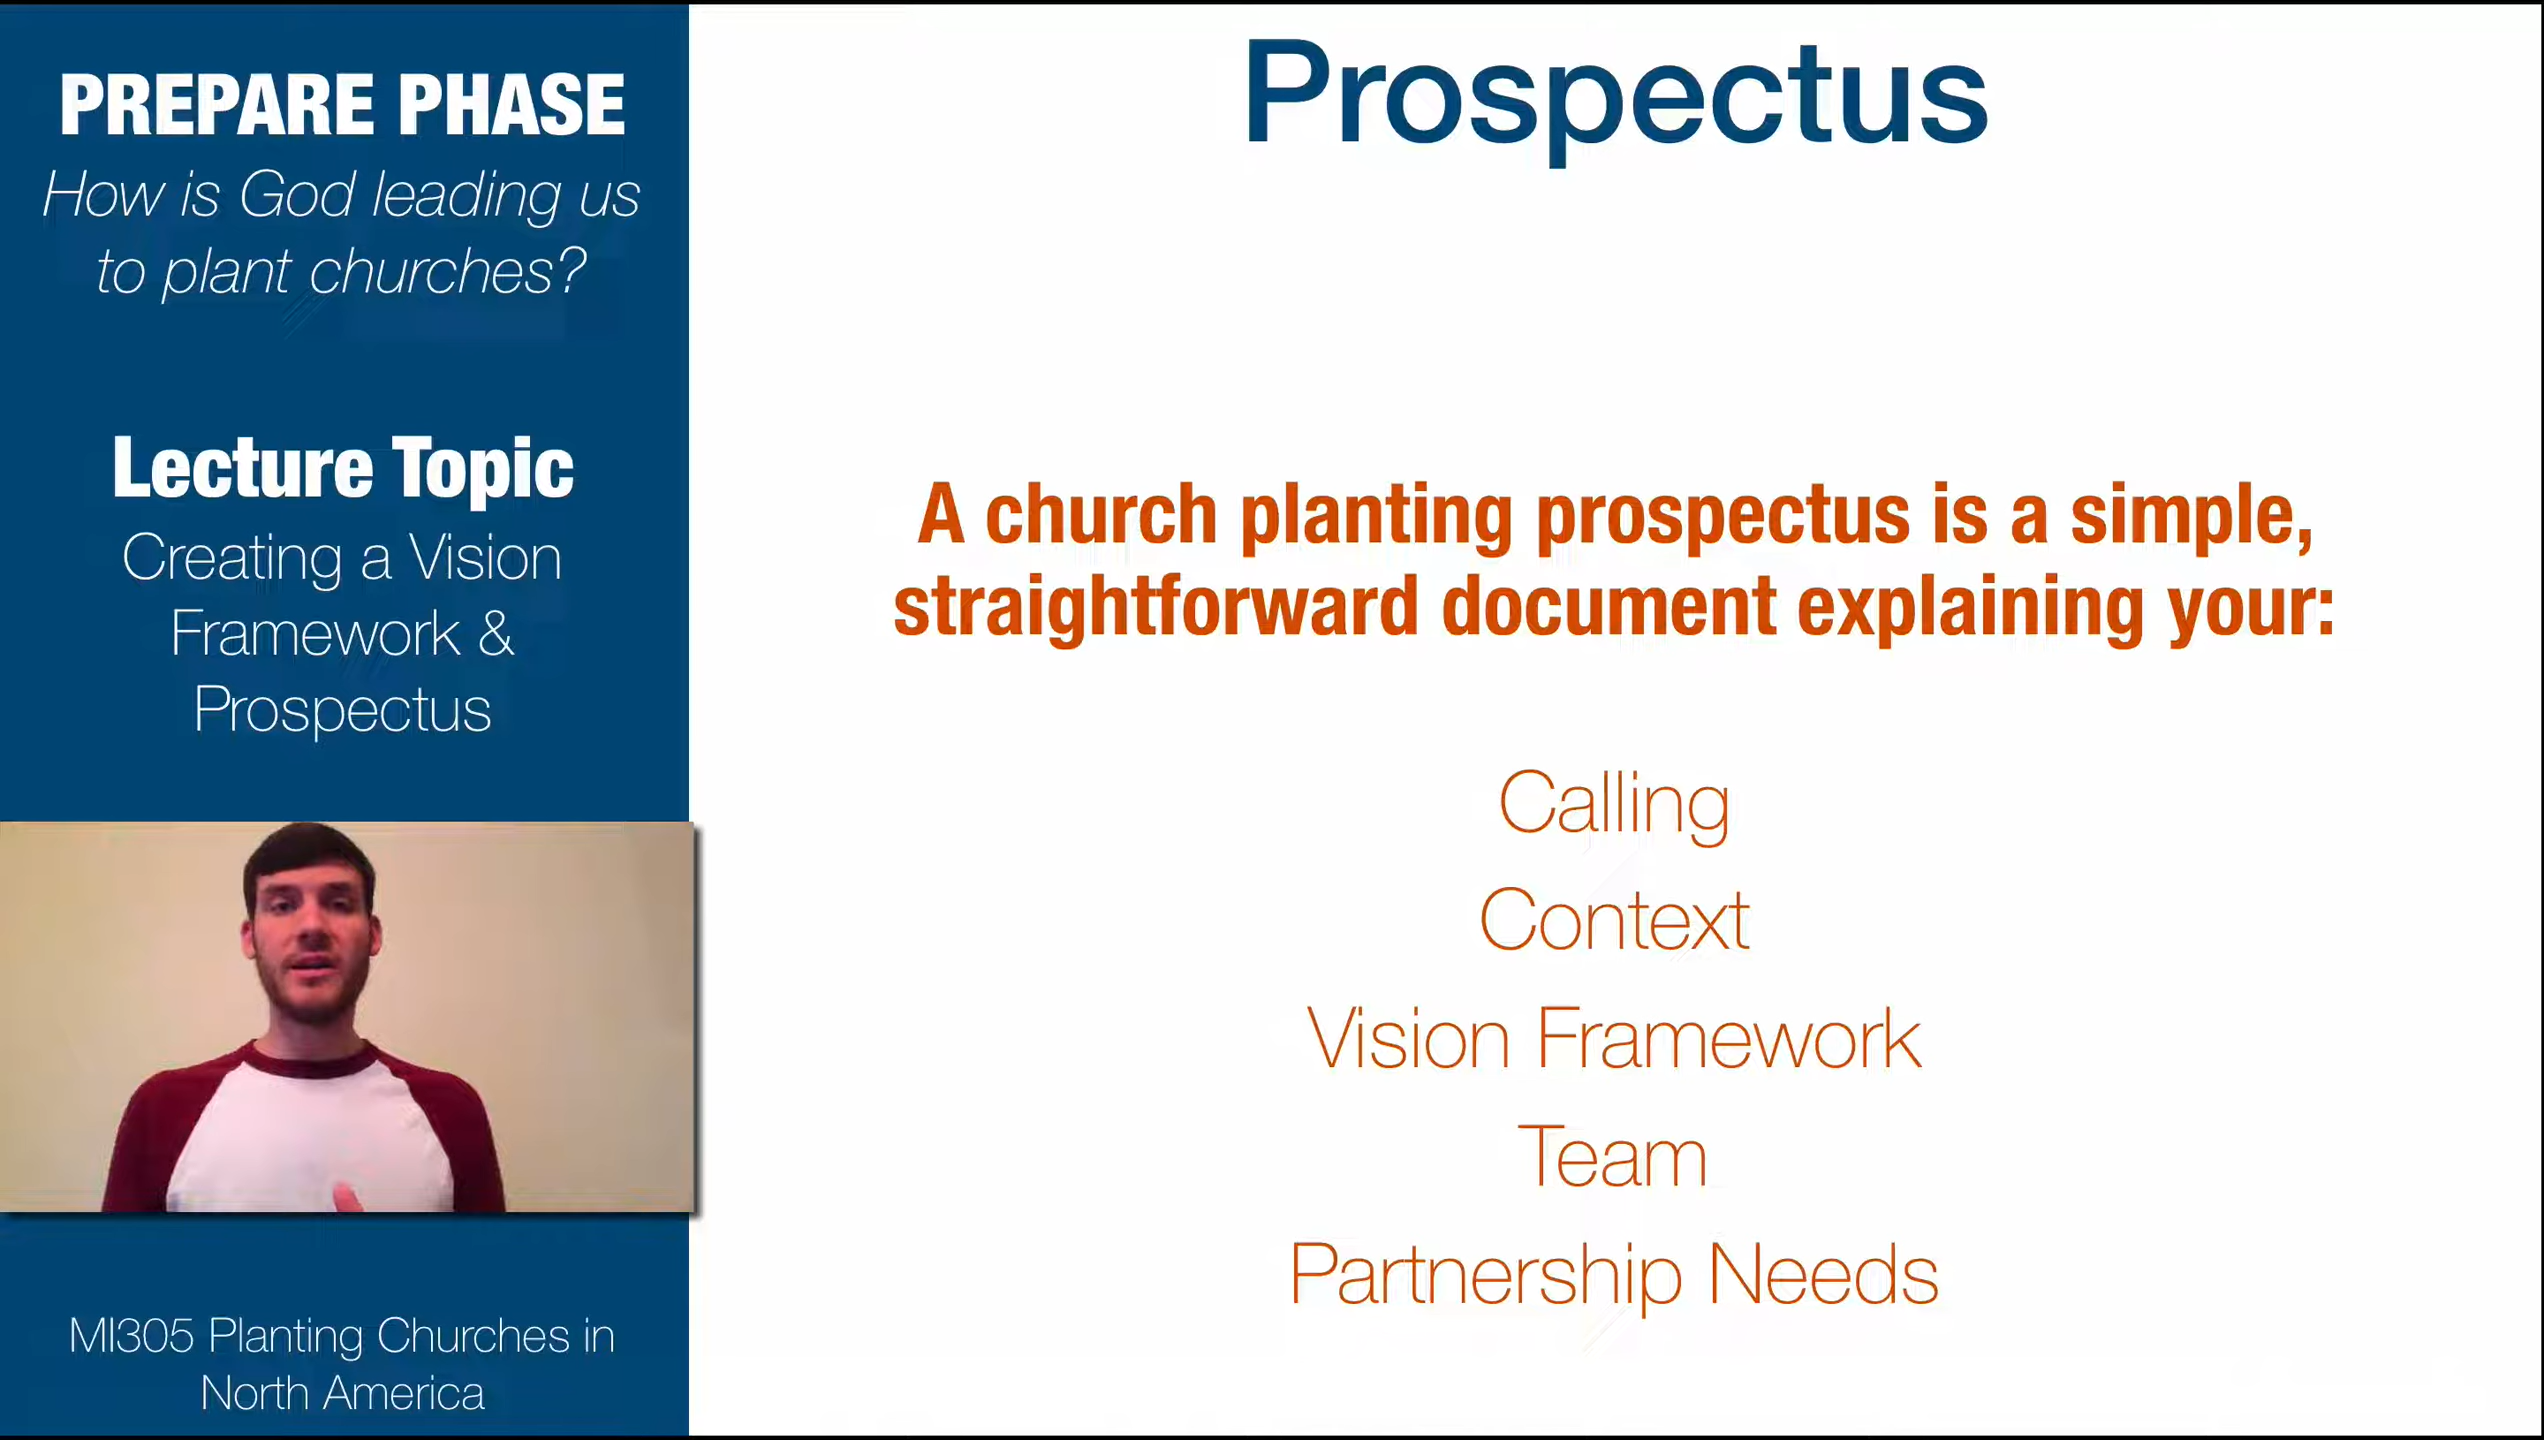 PREPARE PHASE
How is God leading us
to plant churches?
Lecture Topic
Creating a Vision
Framework &
Prospectus
MI305 Planting Churches in
North America
Prospectus
A church planting prospectus is a simple,
straightforward document explaining your:
Calling
Context
Vision Framework
Team
Partnership Needs